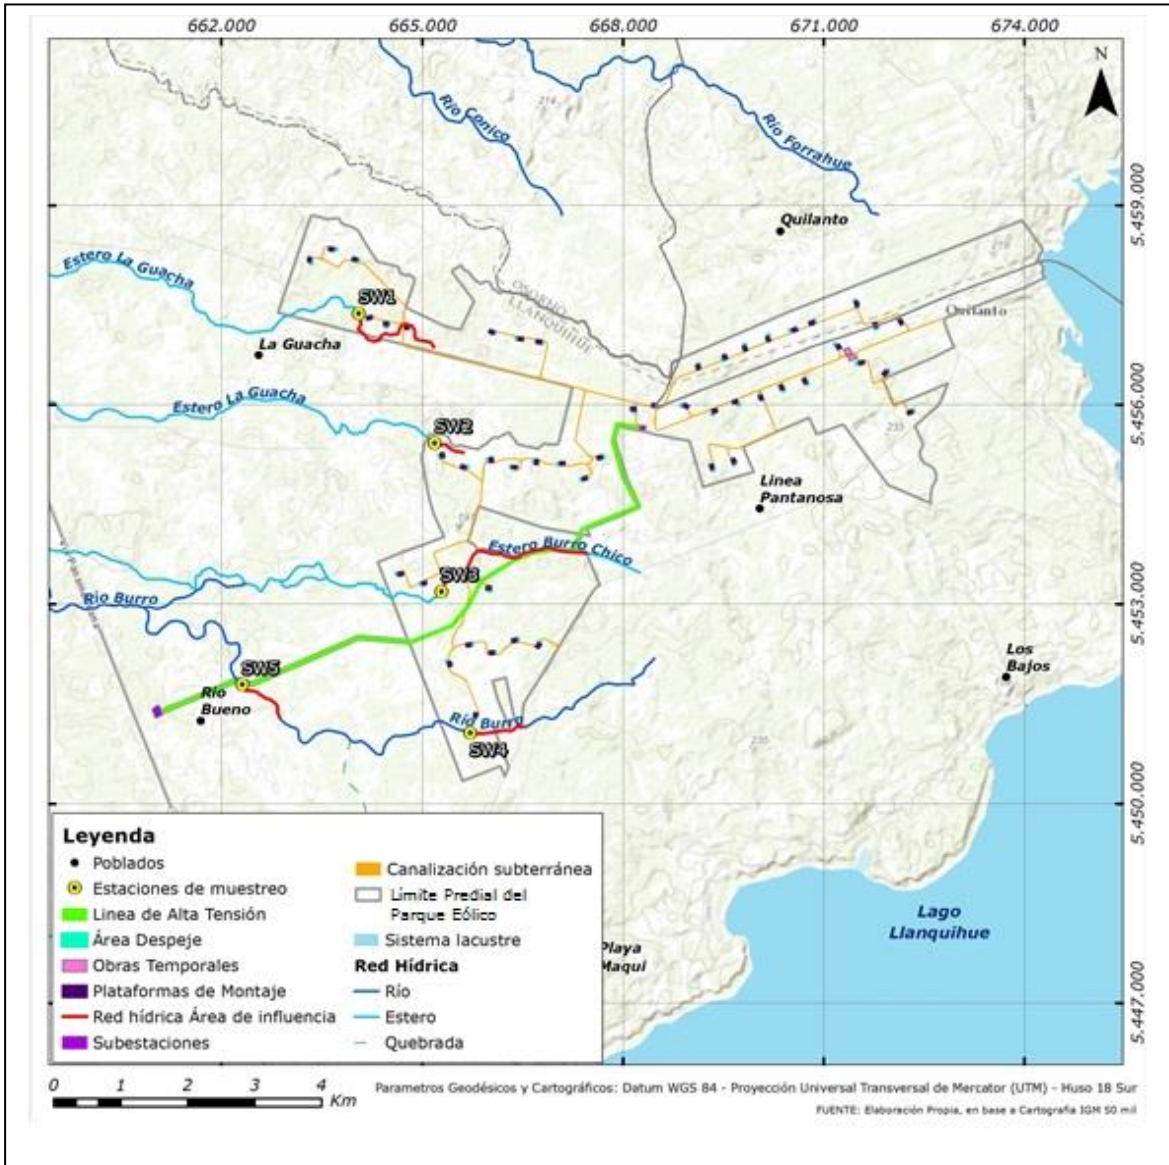 662.000
665.000
668.000
671.000
674.000
N
Río Conico
Río Forrahue
5.459.000
Quilanto
Estero La Guacha
SW1
OSORNO
LLANQUIHUE
Quilanto
La Guacha
Estero La Guacha
5.456.000
SW2
235
Linea
Pantanosa
Estero Burro Chico
SW3
5.453.000
Río Burro
SW5
Los
Bajos
Río
Bueno
Río Burro
SW4
235
5.450.000
Leyenda
Poblados
Estaciones de muestreo
Linea de Alta Tensión
Área Despeje
Obras Temporales
Plataformas de Montaje
Red hídrica Área de influencia
Subestaciones
Canalización subterránea
Límite Predial del
Parque Eólico
Sistema lacustre
Red Hídrica
Río
Estero
Quebrada
Lago
Llanquihue
Playa
Maqui
5.447.000
0 1 2 3 4
Km
Parametros Geodésicos y Cartográficos: Datum WGS 84 - Proyección Universal Transversal de Mercator (UTM) - Huso 18 Sur
FUENTE: Elaboración Propia, en base a Cartografia IGM 50 mil